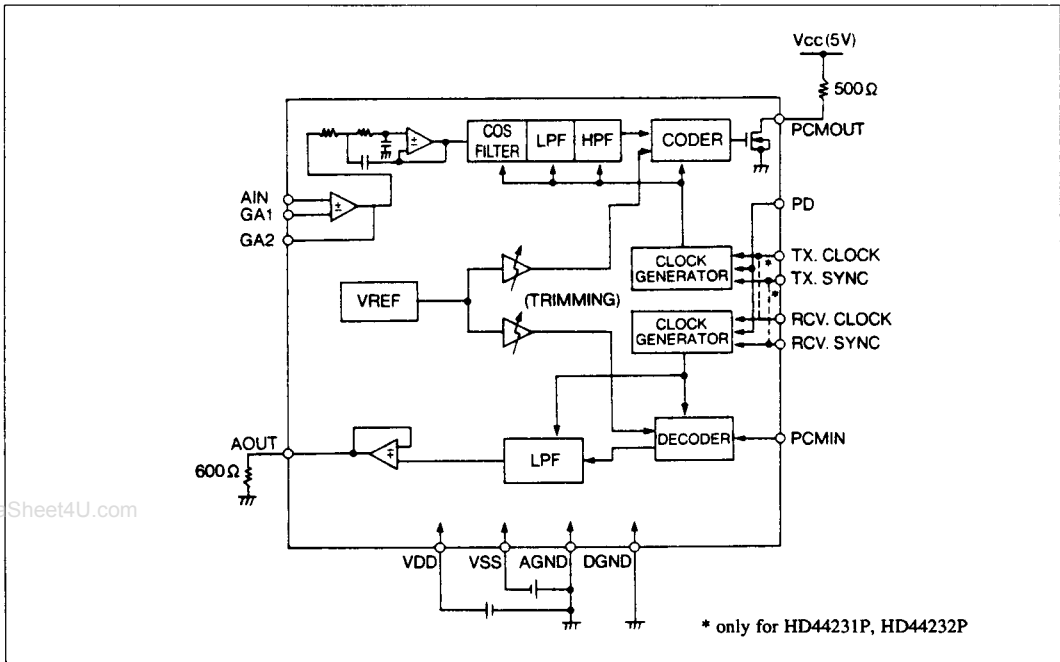 Vcc (5V)
500Ω
PCMOUT
COS FILTER
LPF
HPF
CODER
AIN
GA1
GA2
±
±
PD
TX. CLOCK
*
TX. SYNC
*
CLOCK GENERATOR
VREF
(TRIMMING)
CLOCK GENERATOR
RCV. CLOCK
RCV. SYNC
AOUT
600Ω
∓
LPF
DECODER
PCMIN
eSheet4U.com
VDD
VSS
AGND
DGND
* only for HD44231P, HD44232P